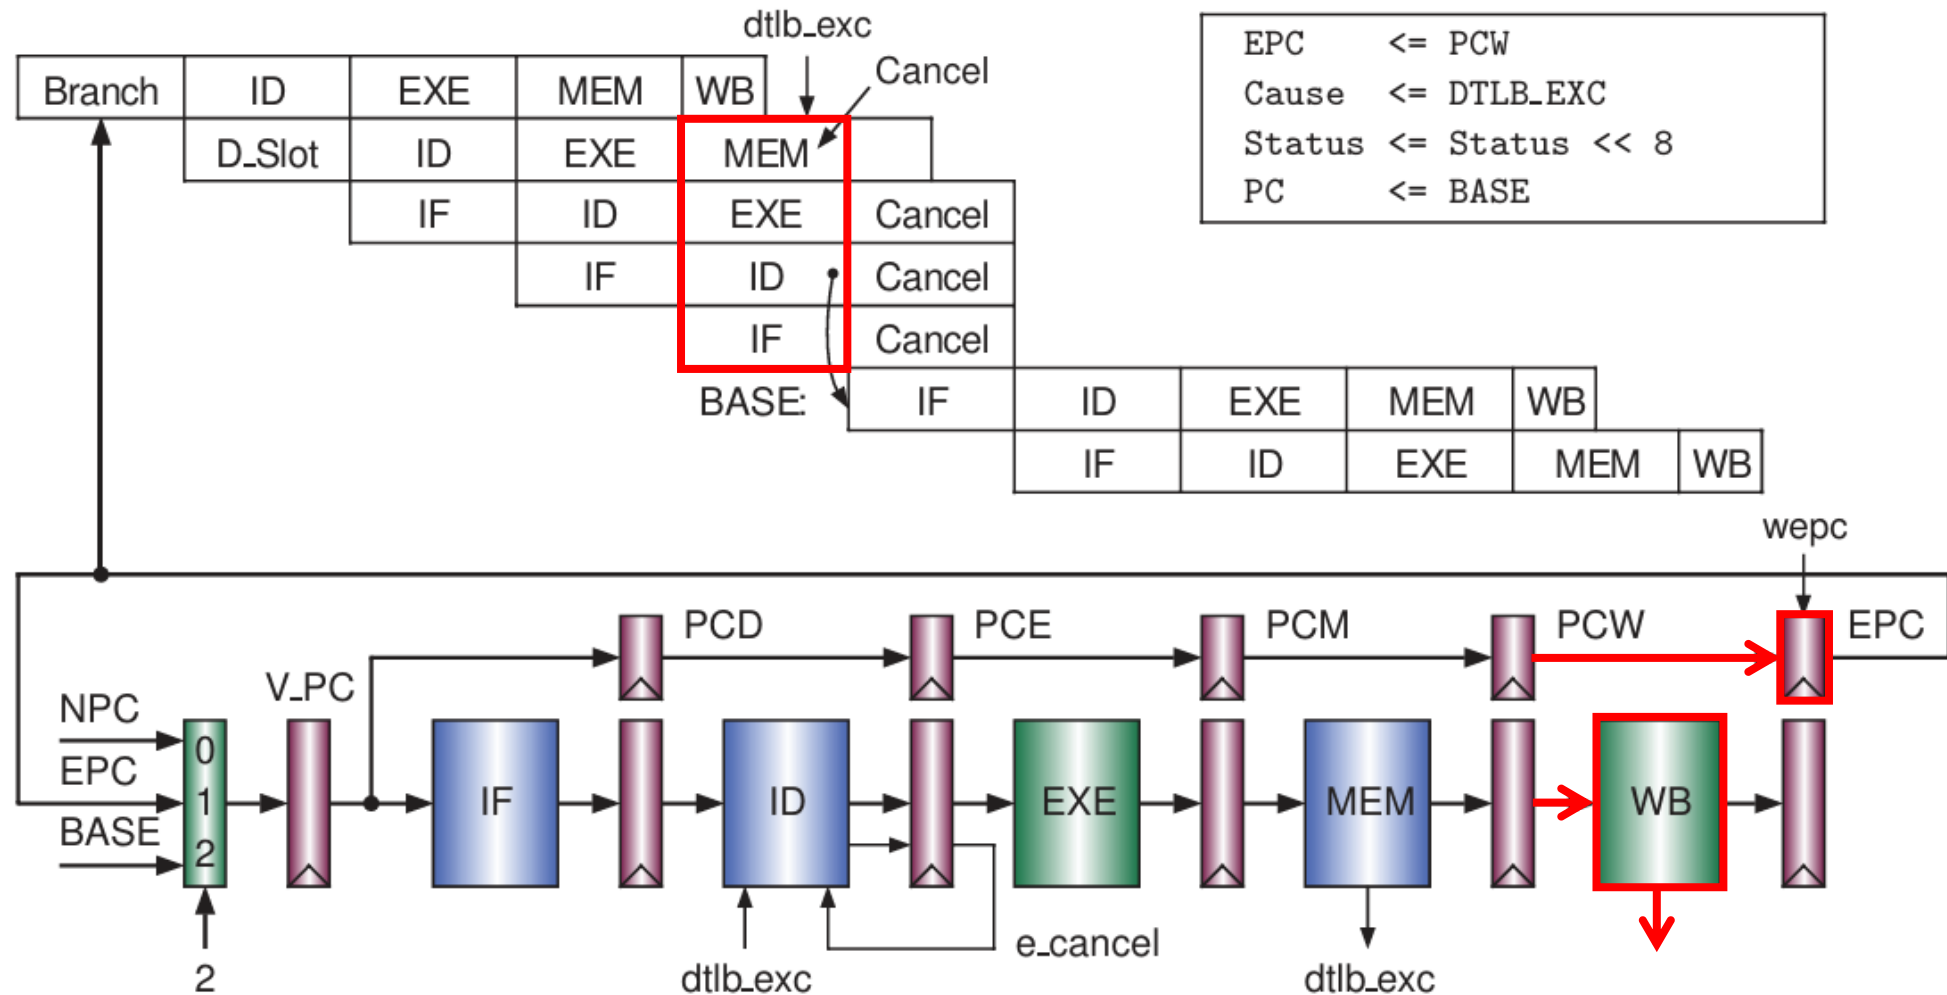 dtlb_exc
Cancel
Branch ID EXE MEM WB
D_Slot ID EXE MEM
IF ID EXE Cancel
IF ID Cancel
IF Cancel
BASE: IF ID EXE MEM WB
IF ID EXE MEM WB
EPC <= PCW
Cause <= DTLB_EXC
Status <= Status << 8
PC <= BASE
wepc
PCD PCE PCM PCW EPC
V_PC
NPC
EPC
BASE
0
1
2
IF ID EXE MEM WB
e_cancel
2 dtlb_exc dtlb_exc